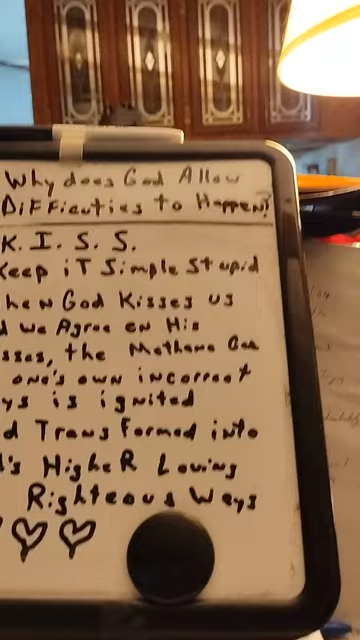 Why does God Allow
Difficulties to Happen?
K. I. S. S.
Keep iT Simple Stupid
hen God Kisses us
d we Agree on His
sses, the Methane Gas
one's own incorrect
ys is ignited
d Transformed into
's Higher Loving
Righteous Ways